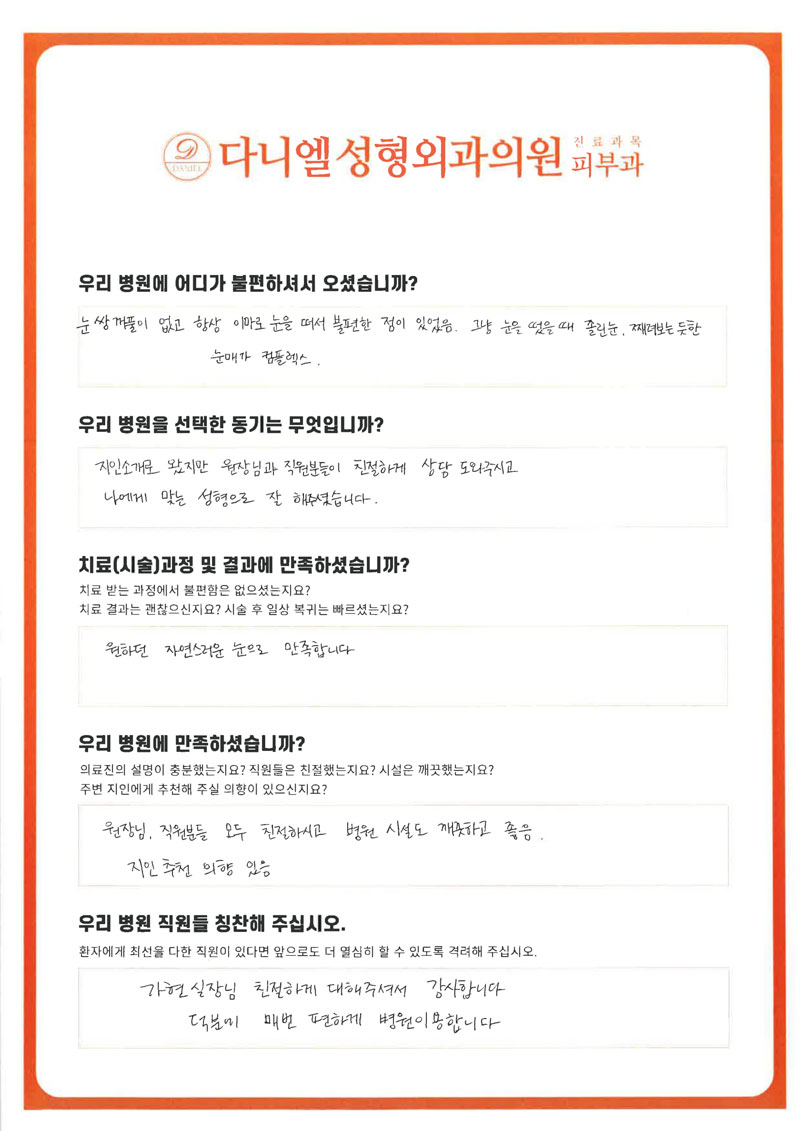 DANIEL
다니엘성형외과의원 진료과목 피부과
우리 병원에 어디가 불편하셔서 오셨습니까?
눈 쌍꺼풀이 없고 항상 이마로 눈을 떠서 불편한 점이 있었음. 그냥 눈을 떴을때 졸린눈, 째려보는듯한
눈매가 컴플렉스.
우리 병원을 선택한 동기는 무엇입니까?
지인소개로 왔지만 원장님과 직원분들이 친절하게 상담 도와주시고
나에게 맞는 성형으로 잘 해주셨습니다.
치료(시술)과정 및 결과에 만족하셨습니까?
치료 받는 과정에서 불편함은 없으셨는지요?
치료 결과는 괜찮으신지요? 시술 후 일상 복귀는 빠르셨는지요?
원하던 자연스러운 눈으로 만족합니다
우리 병원에 만족하셨습니까?
의료진의 설명이 충분했는지요? 직원들은 친절했는지요? 시설은 깨끗했는지요?
주변 지인에게 추천해 주실 의향이 있으신지요?
원장님, 직원분들 모두 친절하시고 병원 시설도 깨끗하고 좋음.
지인 추천 의향 있음
우리 병원 직원들 칭찬해 주십시오.
환자에게 최선을 다한 직원이 있다면 앞으로도 더 열심히 할 수 있도록 격려해 주십시오.
가현실장님 친절하게 대해주셔서 감사합니다
덕분에 매번 편하게 병원이용합니다